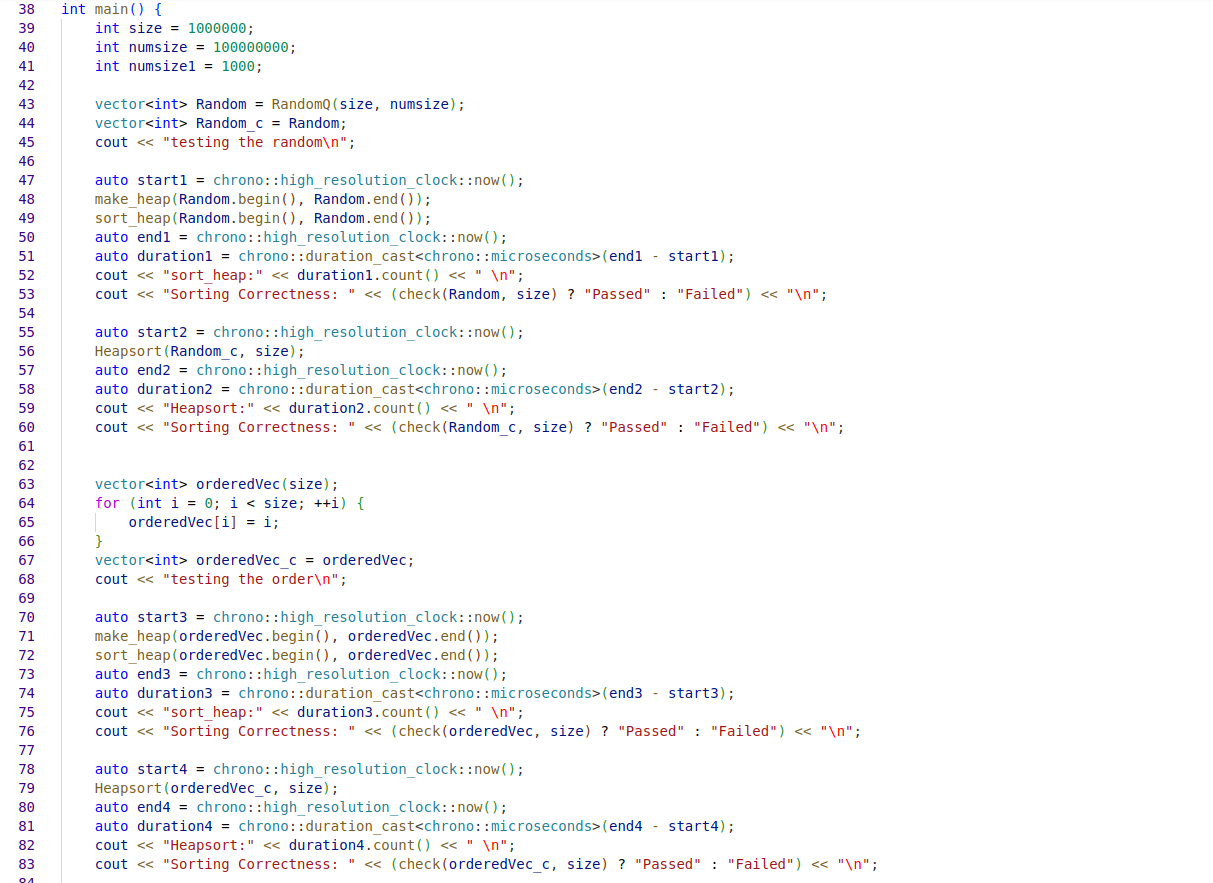 38 int main() {
39     int size = 1000000;
40     int numsize = 100000000;
41     int numsize1 = 1000;
42
43     vector<int> Random = RandomQ(size, numsize);
44     vector<int> Random_c = Random;
45     cout << "testing the random\n";
46
47     auto start1 = chrono::high_resolution_clock::now();
48     make_heap(Random.begin(), Random.end());
49     sort_heap(Random.begin(), Random.end());
50     auto end1 = chrono::high_resolution_clock::now();
51     auto duration1 = chrono::duration_cast<chrono::microseconds>(end1 - start1);
52     cout << "sort_heap:" << duration1.count() << " \n";
53     cout << "Sorting Correctness: " << (check(Random, size) ? "Passed" : "Failed") << "\n";
54
55     auto start2 = chrono::high_resolution_clock::now();
56     Heapsort(Random_c, size);
57     auto end2 = chrono::high_resolution_clock::now();
58     auto duration2 = chrono::duration_cast<chrono::microseconds>(end2 - start2);
59     cout << "Heapsort:" << duration2.count() << " \n";
60     cout << "Sorting Correctness: " << (check(Random_c, size) ? "Passed" : "Failed") << "\n";
61
62
63     vector<int> orderedVec(size);
64     for (int i = 0; i < size; ++i) {
65         orderedVec[i] = i;
66     }
67     vector<int> orderedVec_c = orderedVec;
68     cout << "testing the order\n";
69
70     auto start3 = chrono::high_resolution_clock::now();
71     make_heap(orderedVec.begin(), orderedVec.end());
72     sort_heap(orderedVec.begin(), orderedVec.end());
73     auto end3 = chrono::high_resolution_clock::now();
74     auto duration3 = chrono::duration_cast<chrono::microseconds>(end3 - start3);
75     cout << "sort_heap:" << duration3.count() << " \n";
76     cout << "Sorting Correctness: " << (check(orderedVec, size) ? "Passed" : "Failed") << "\n";
77
78     auto start4 = chrono::high_resolution_clock::now();
79     Heapsort(orderedVec_c, size);
80     auto end4 = chrono::high_resolution_clock::now();
81     auto duration4 = chrono::duration_cast<chrono::microseconds>(end4 - start4);
82     cout << "Heapsort:" << duration4.count() << " \n";
83     cout << "Sorting Correctness: " << (check(orderedVec_c, size) ? "Passed" : "Failed") << "\n";
84